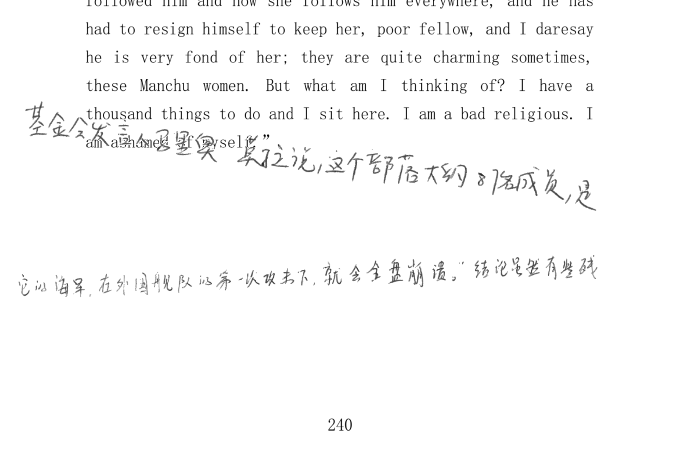 followed him and now she follows him everywhere, and he has
had to resign himself to keep her, poor fellow, and I daresay
he is very fond of her; they are quite charming sometimes,
these Manchu women. But what am I thinking of? I have a
thousand things to do and I sit here. I am a bad religious. I
am ashamed of myself”
基金会发言人 奥 莫 说,这个部落大约8名成员,是
它的海军,在外国舰队的第一次攻击下,就会全盘崩溃。”结论虽然有些残
240